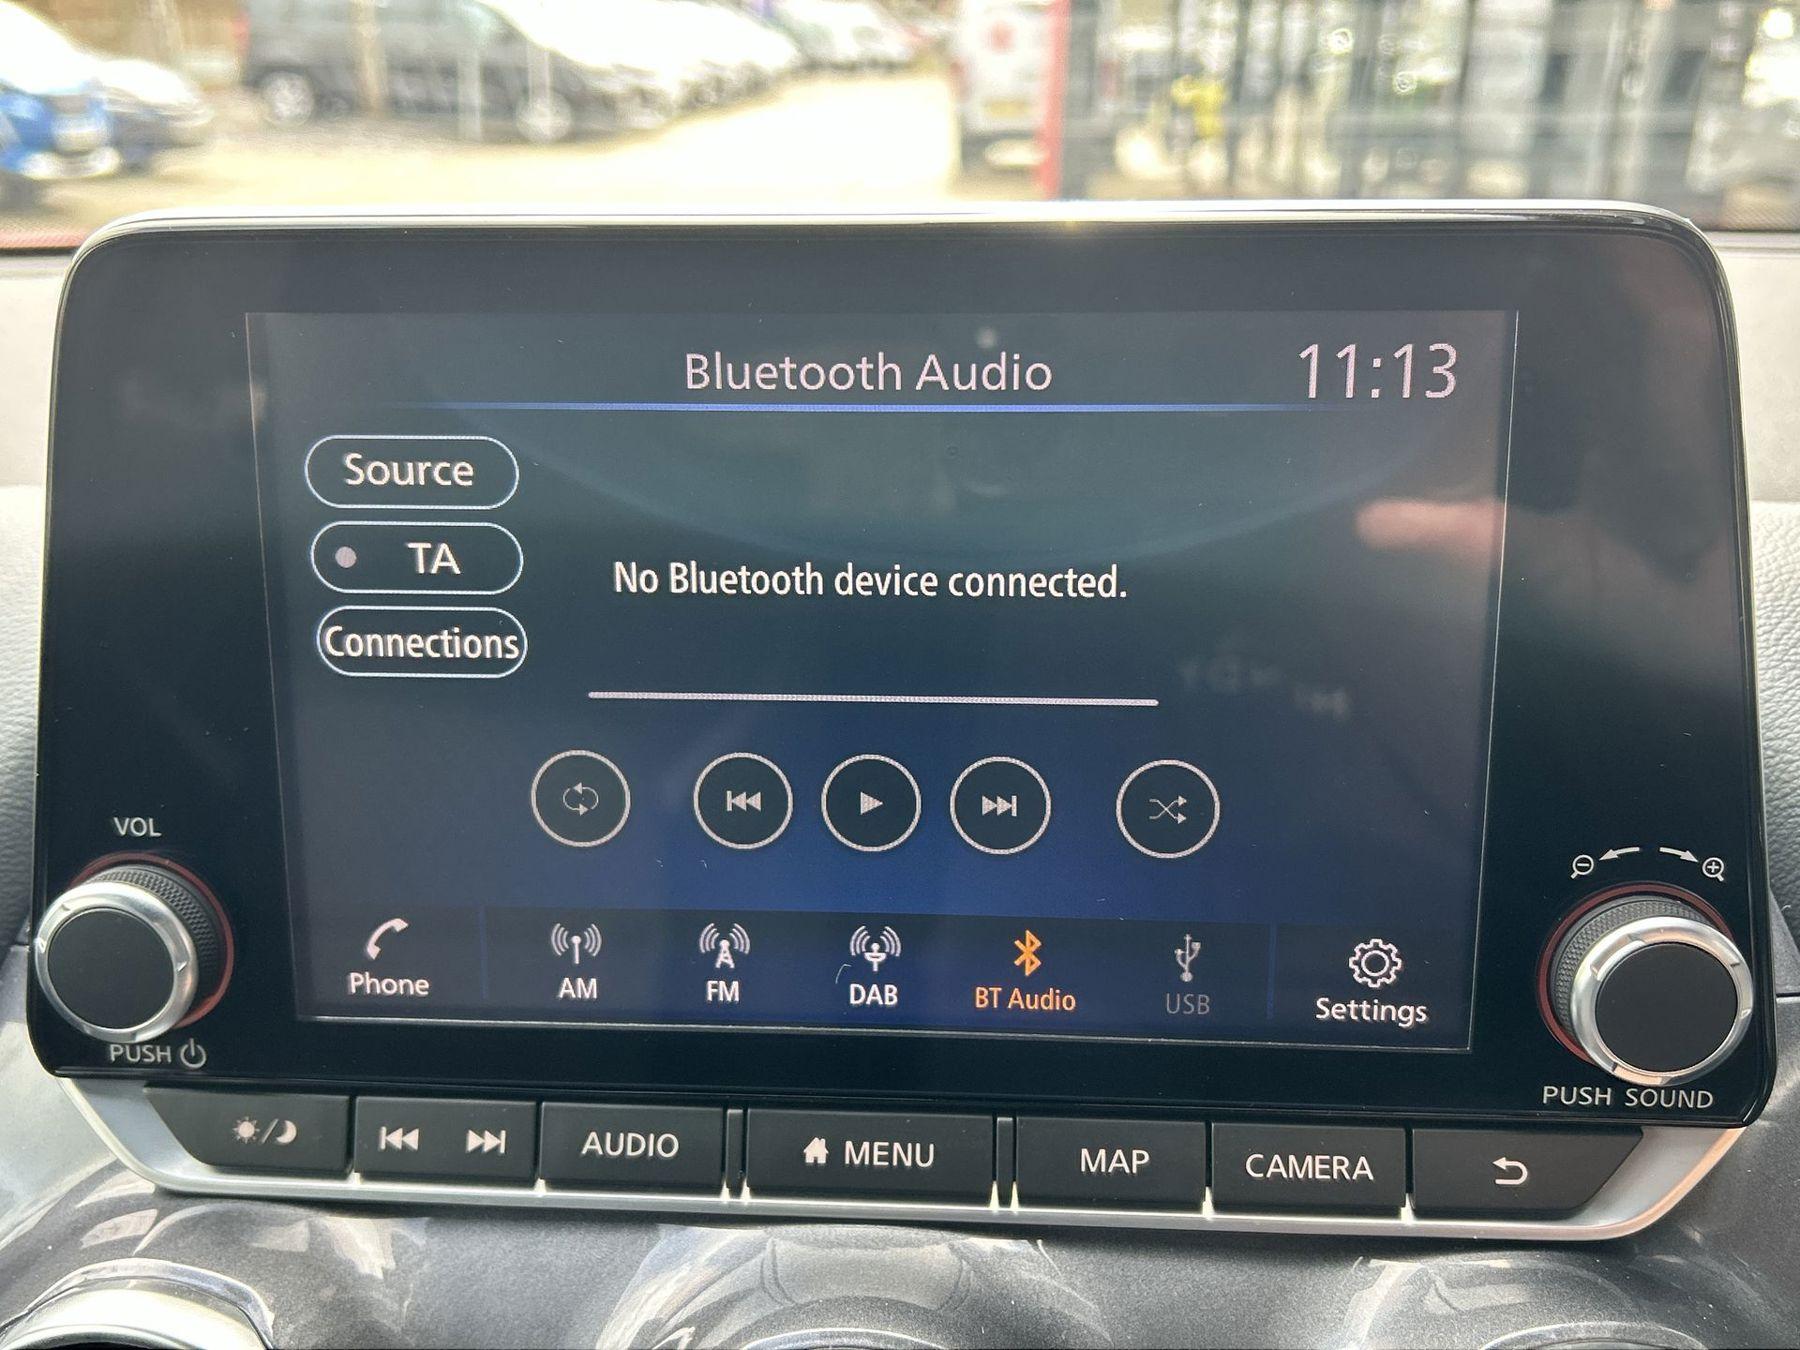 Bluetooth Audio
11:13
Source
TA
No Bluetooth device connected.
Connections
VOL
Phone
AM
FM
DAB
BT Audio
USB
Settings
PUSH
PUSH SOUND
AUDIO
MENU
MAP
CAMERA